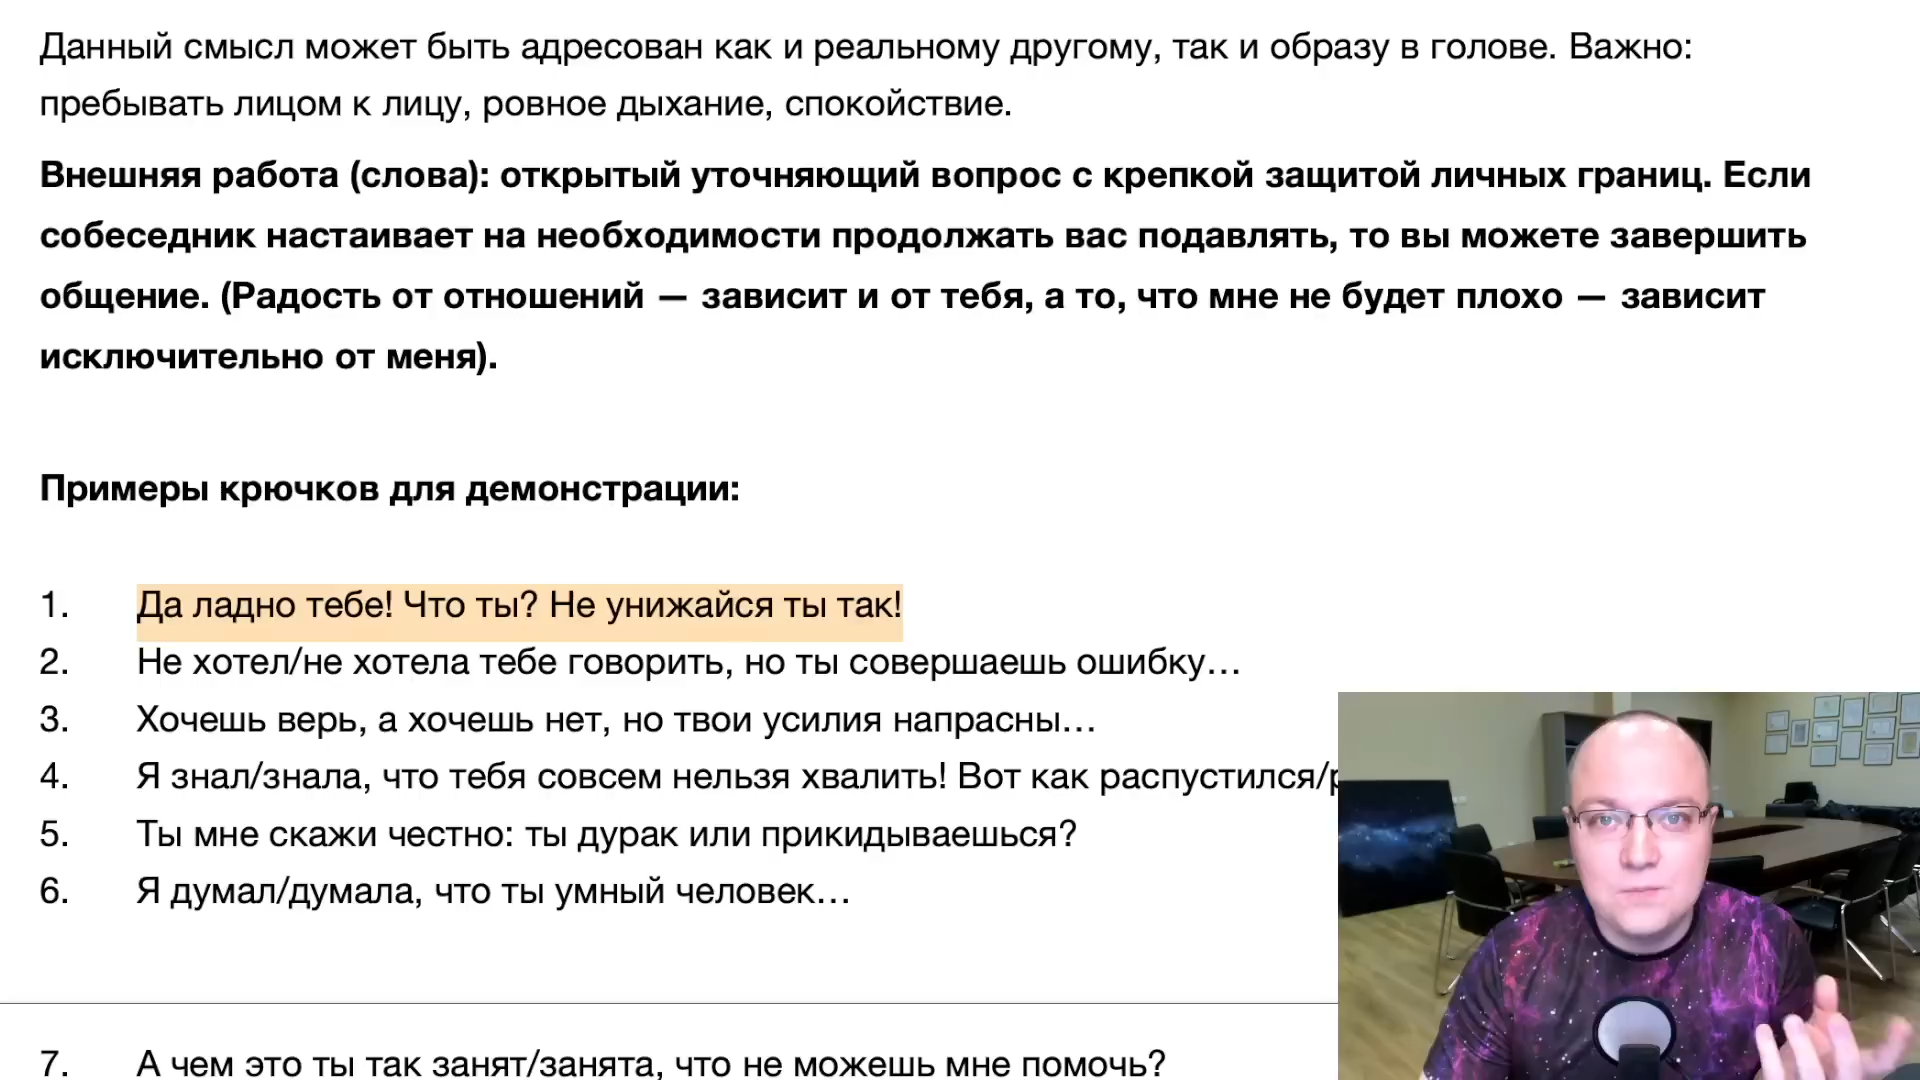 Данный смысл может быть адресован как и реальному другому, так и образу в голове. Важно:
пребывать лицом к лицу, ровное дыхание, спокойствие.
Внешняя работа (слова): открытый уточняющий вопрос с крепкой защитой личных границ. Если
собеседник настаивает на необходимости продолжать вас подавлять, то вы можете завершить
общение. (Радость от отношений — зависит и от тебя, а то, что мне не будет плохо — зависит
исключительно от меня).
Примеры крючков для демонстрации:
1. Да ладно тебе! Что ты? Не унижайся ты так!
2. Не хотел/не хотела тебе говорить, но ты совершаешь ошибку…
3. Хочешь верь, а хочешь нет, но твои усилия напрасны…
4. Я знал/знала, что тебя совсем нельзя хвалить! Вот как распустился/
5. Ты мне скажи честно: ты дурак или прикидываешься?
6. Я думал/думала, что ты умный человек…
7. А чем это ты так занят/занята, что не можешь мне помочь?